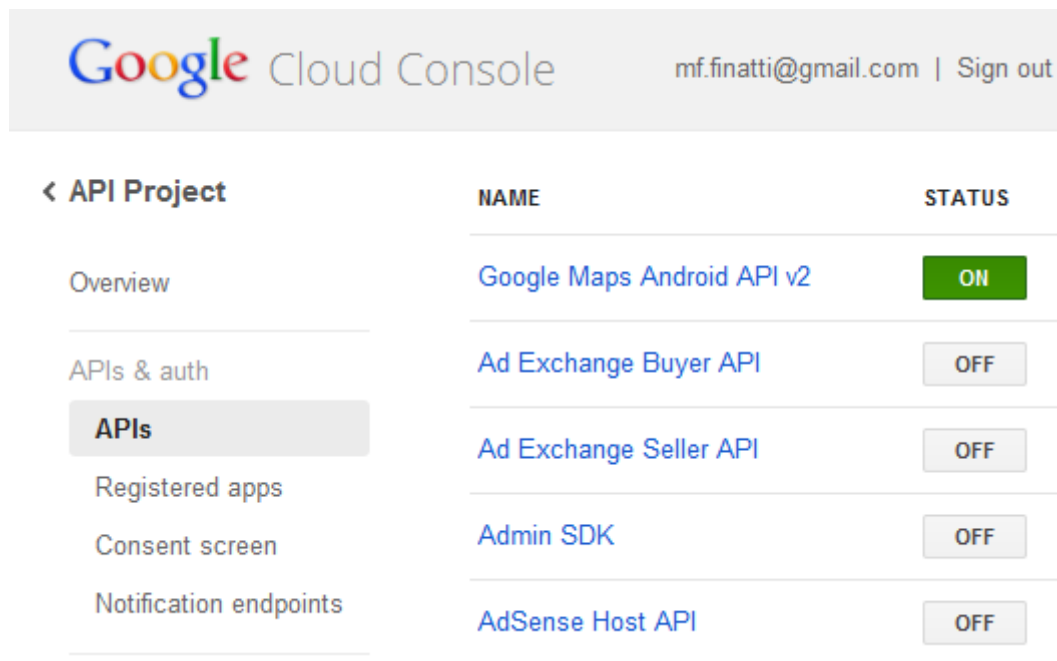 Google Cloud Console
mf.finatti@gmail.com | Sign out
API Project
Overview
APIs & auth
APIs
Registered apps
Consent screen
Notification endpoints
NAME STATUS
Google Maps Android API v2 ON
Ad Exchange Buyer API OFF
Ad Exchange Seller API OFF
Admin SDK OFF
AdSense Host API OFF